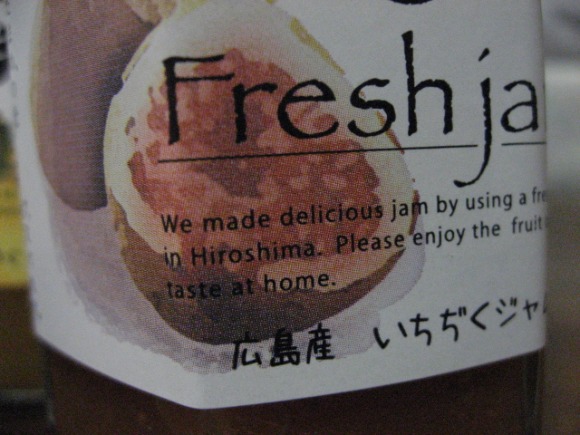 Fresh ja
We made delicious jam by using a fre
in Hiroshima. Please enjoy the fruit
taste at home.
広島産 いちぢくジャム